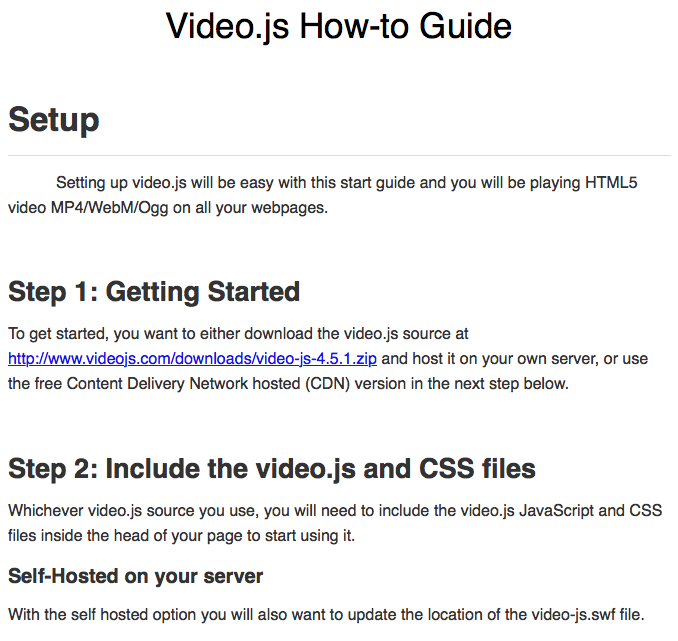 Video.js How-to Guide
Setup
Setting up video.js will be easy with this start guide and you will be playing HTML5
video MP4/WebM/Ogg on all your webpages.
Step 1: Getting Started
To get started, you want to either download the video.js source at
http://www.videojs.com/downloads/video-js-4.5.1.zip and host it on your own server, or use
the free Content Delivery Network hosted (CDN) version in the next step below.
Step 2: Include the video.js and CSS files
Whichever video.js source you use, you will need to include the video.js JavaScript and CSS
files inside the head of your page to start using it.
Self-Hosted on your server
With the self hosted option you will also want to update the location of the video-js.swf file.